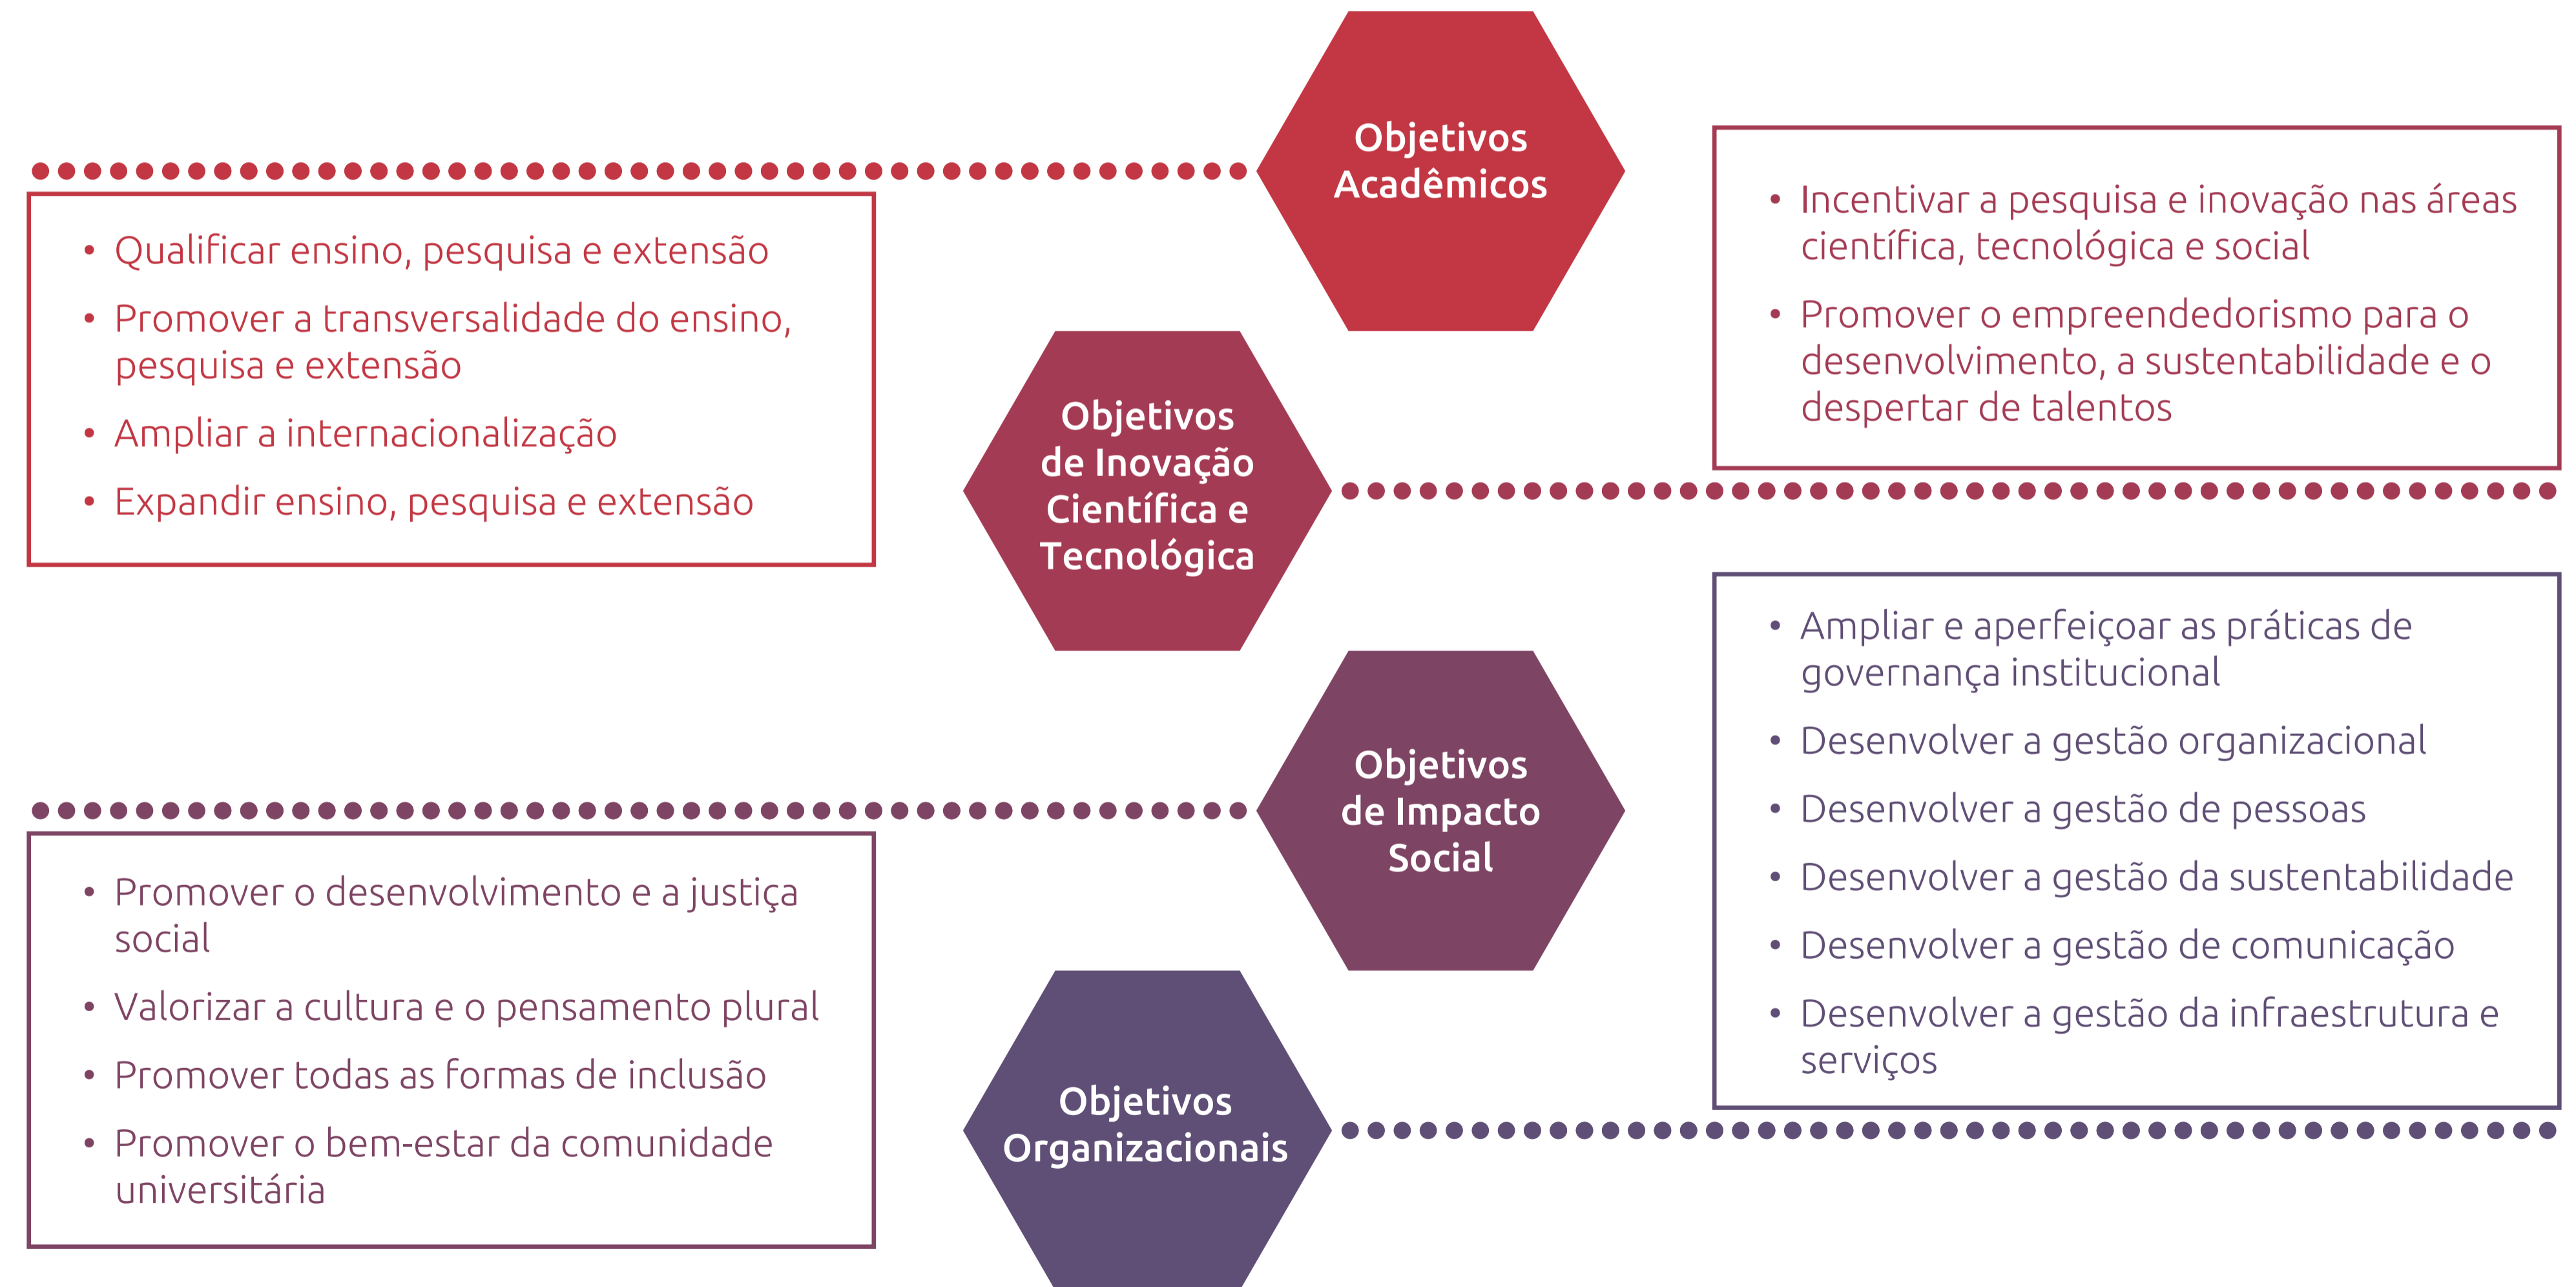 Objetivos
Acadêmicos
• Qualificar ensino, pesquisa e extensão
• Promover a transversalidade do ensino,
pesquisa e extensão
• Ampliar a internacionalização
• Expandir ensino, pesquisa e extensão
Objetivos
de Inovação
Científica e
Tecnológica
• Incentivar a pesquisa e inovação nas áreas
científica, tecnológica e social
• Promover o empreendedorismo para o
desenvolvimento, a sustentabilidade e o
despertar de talentos
Objetivos
de Impacto
Social
• Promover o desenvolvimento e a justiça
social
• Valorizar a cultura e o pensamento plural
• Promover todas as formas de inclusão
• Promover o bem-estar da comunidade
universitária
Objetivos
Organizacionais
• Ampliar e aperfeiçoar as práticas de
governança institucional
• Desenvolver a gestão organizacional
• Desenvolver a gestão de pessoas
• Desenvolver a gestão da sustentabilidade
• Desenvolver a gestão de comunicação
• Desenvolver a gestão da infraestrutura e
serviços